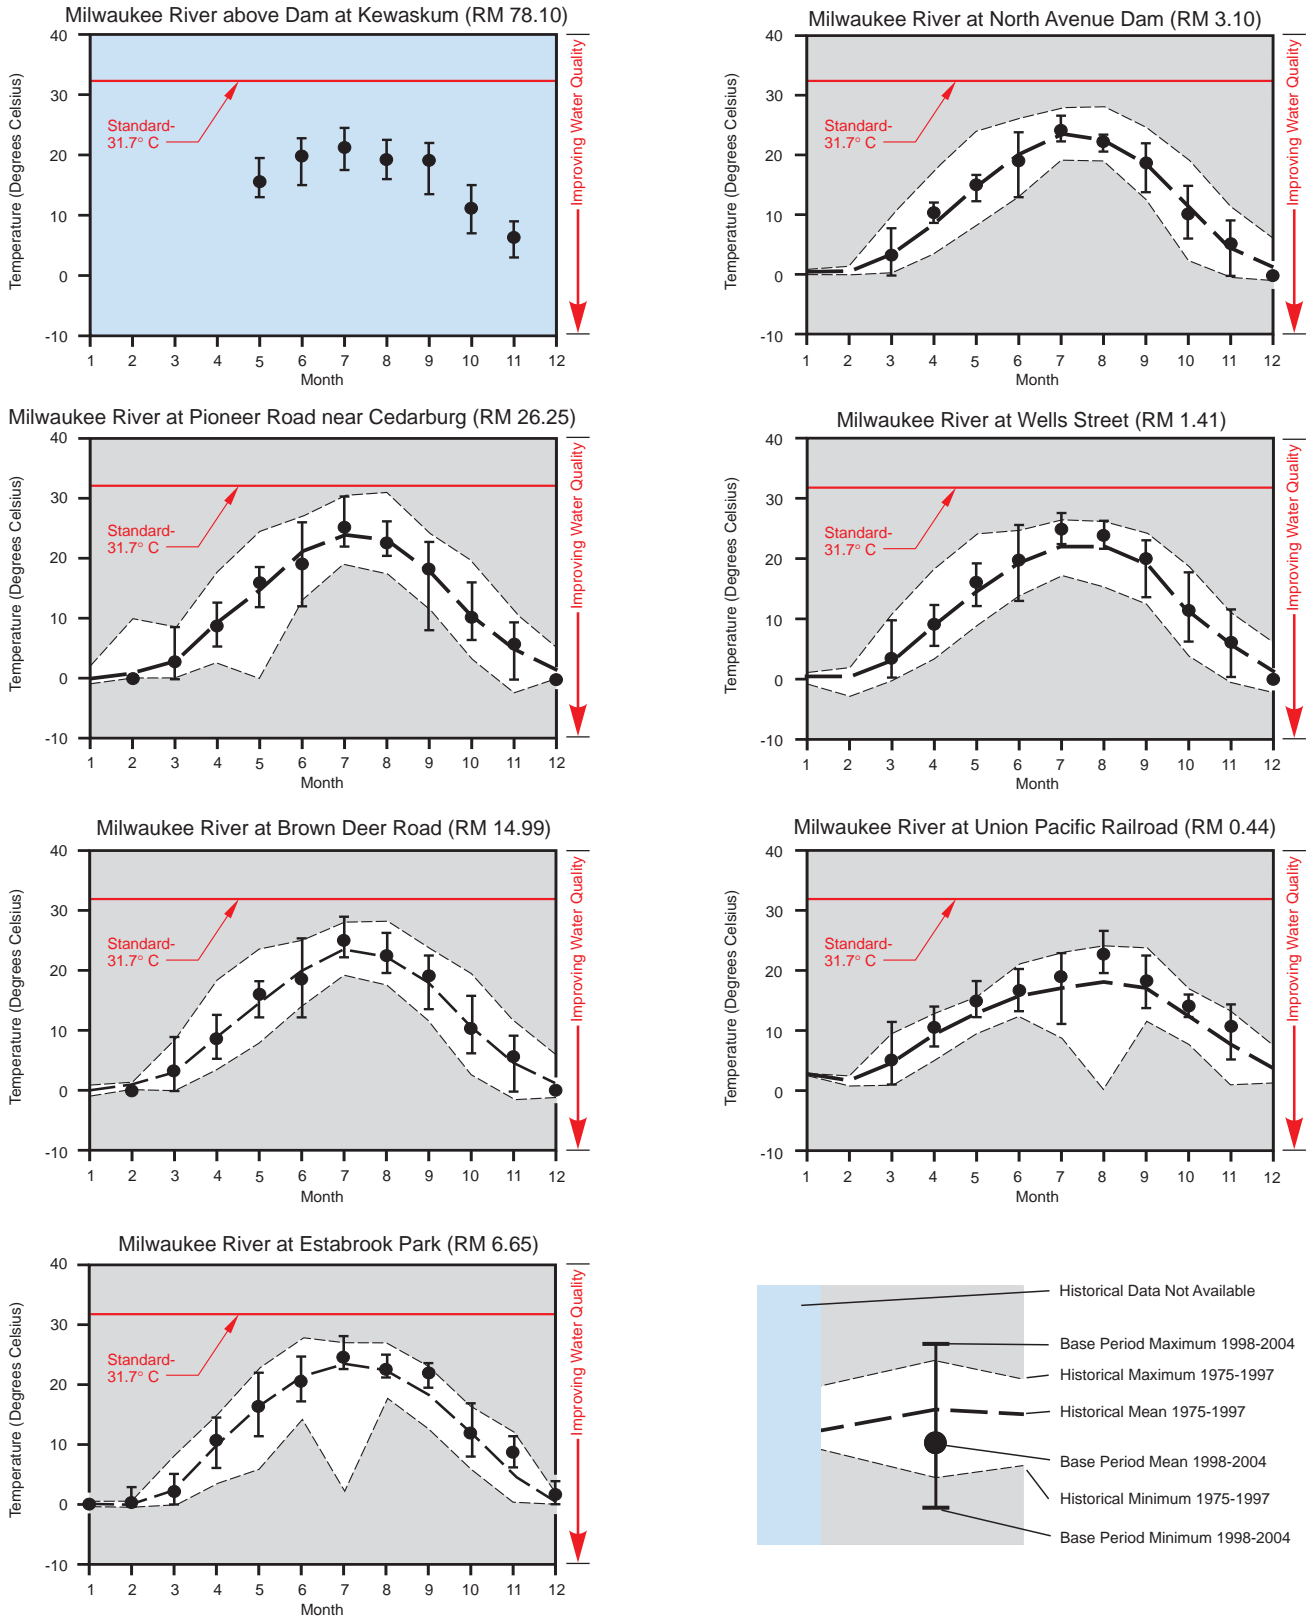 Milwaukee River above Dam at Kewaskum (RM 78.10)
40
30
20
10
0
-10
Temperature (Degrees Celsius)
Standard-
31.7° C
1 2 3 4 5 6 7 8 9 10 11 12
Month
Improving Water Quality
Milwaukee River at North Avenue Dam (RM 3.10)
40
30
20
10
0
-10
Temperature (Degrees Celsius)
Standard-
31.7° C
1 2 3 4 5 6 7 8 9 10 11 12
Month
Improving Water Quality
Milwaukee River at Pioneer Road near Cedarburg (RM 26.25)
40
30
20
10
0
-10
Temperature (Degrees Celsius)
Standard-
31.7° C
1 2 3 4 5 6 7 8 9 10 11 12
Month
Improving Water Quality
Milwaukee River at Wells Street (RM 1.41)
40
30
20
10
0
-10
Temperature (Degrees Celsius)
Standard-
31.7° C
1 2 3 4 5 6 7 8 9 10 11 12
Month
Improving Water Quality
Milwaukee River at Brown Deer Road (RM 14.99)
40
30
20
10
0
-10
Temperature (Degrees Celsius)
Standard-
31.7° C
1 2 3 4 5 6 7 8 9 10 11 12
Month
Improving Water Quality
Milwaukee River at Union Pacific Railroad (RM 0.44)
40
30
20
10
0
-10
Temperature (Degrees Celsius)
Standard-
31.7° C
1 2 3 4 5 6 7 8 9 10 11 12
Month
Improving Water Quality
Milwaukee River at Estabrook Park (RM 6.65)
40
30
20
10
0
-10
Temperature (Degrees Celsius)
Standard-
31.7° C
1 2 3 4 5 6 7 8 9 10 11 12
Month
Improving Water Quality
Historical Data Not Available
Base Period Maximum 1998-2004
Historical Maximum 1975-1997
Historical Mean 1975-1997
Base Period Mean 1998-2004
Historical Minimum 1975-1997
Base Period Minimum 1998-2004